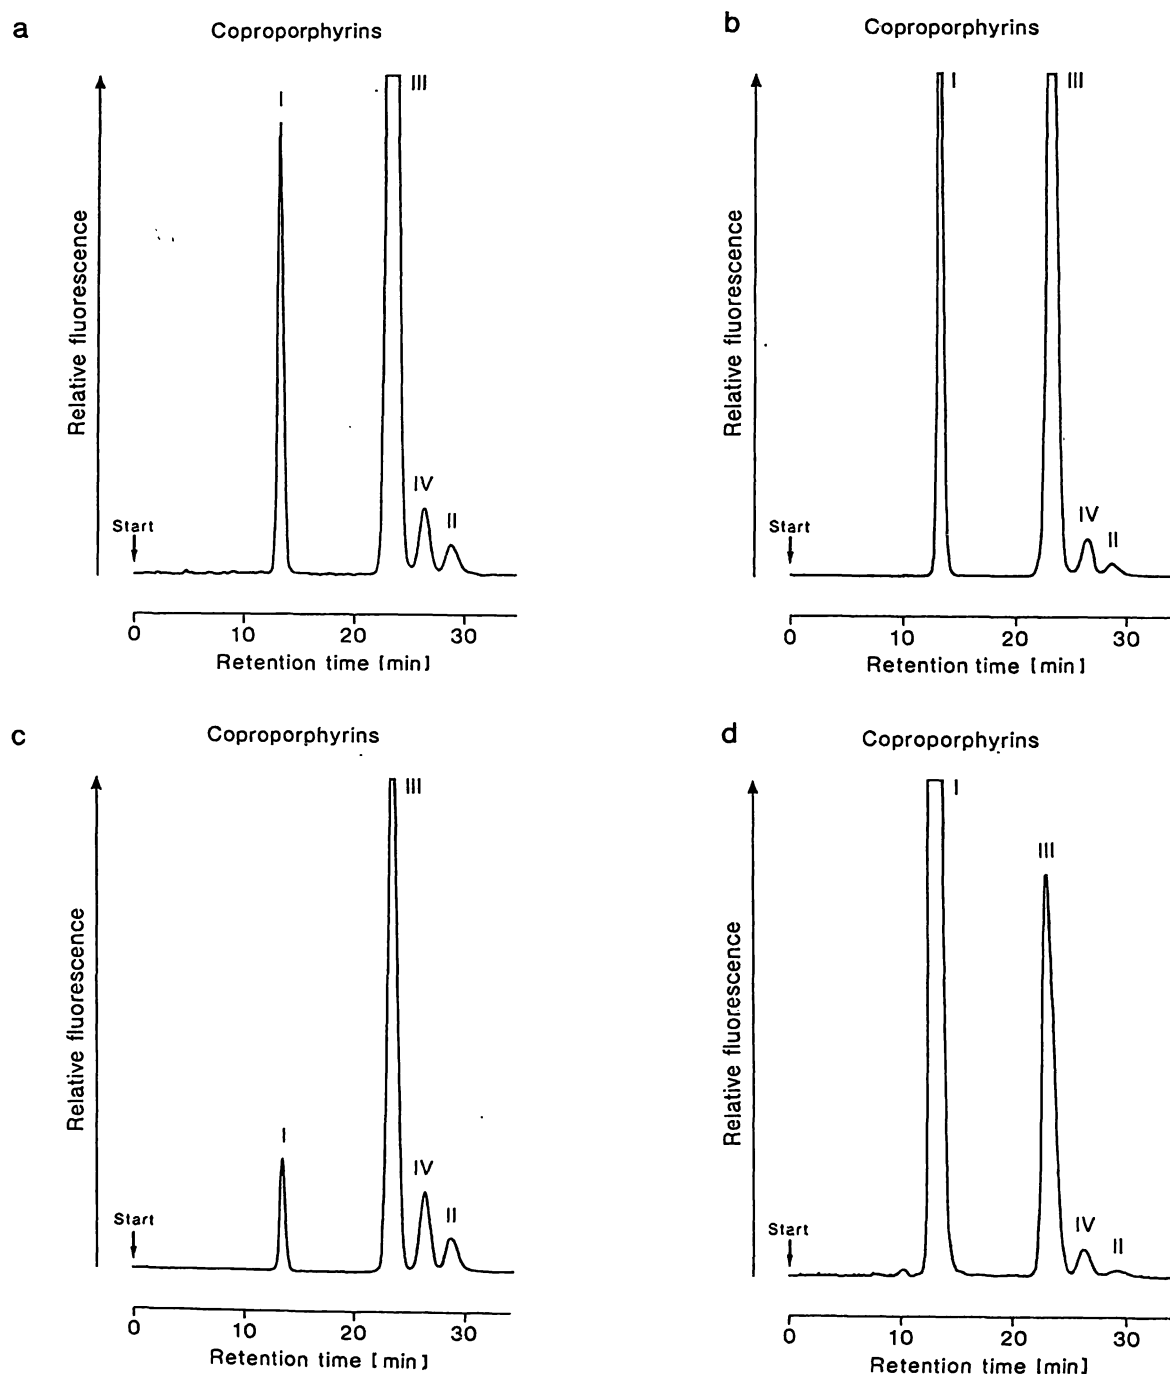 a
Coproporphyrins
I
III
IV
II
Relative fluorescence
Start
0 10 20 30
Retention time [min]
b
Coproporphyrins
I
III
IV
II
Relative fluorescence
Start
0 10 20 30
Retention time [min]
c
Coproporphyrins
III
I
IV
II
Relative fluorescence
Start
0 10 20 30
Retention time [min]
d
Coproporphyrins
I
III
IV
II
Relative fluorescence
Start
0 10 20 30
Retention time [min]